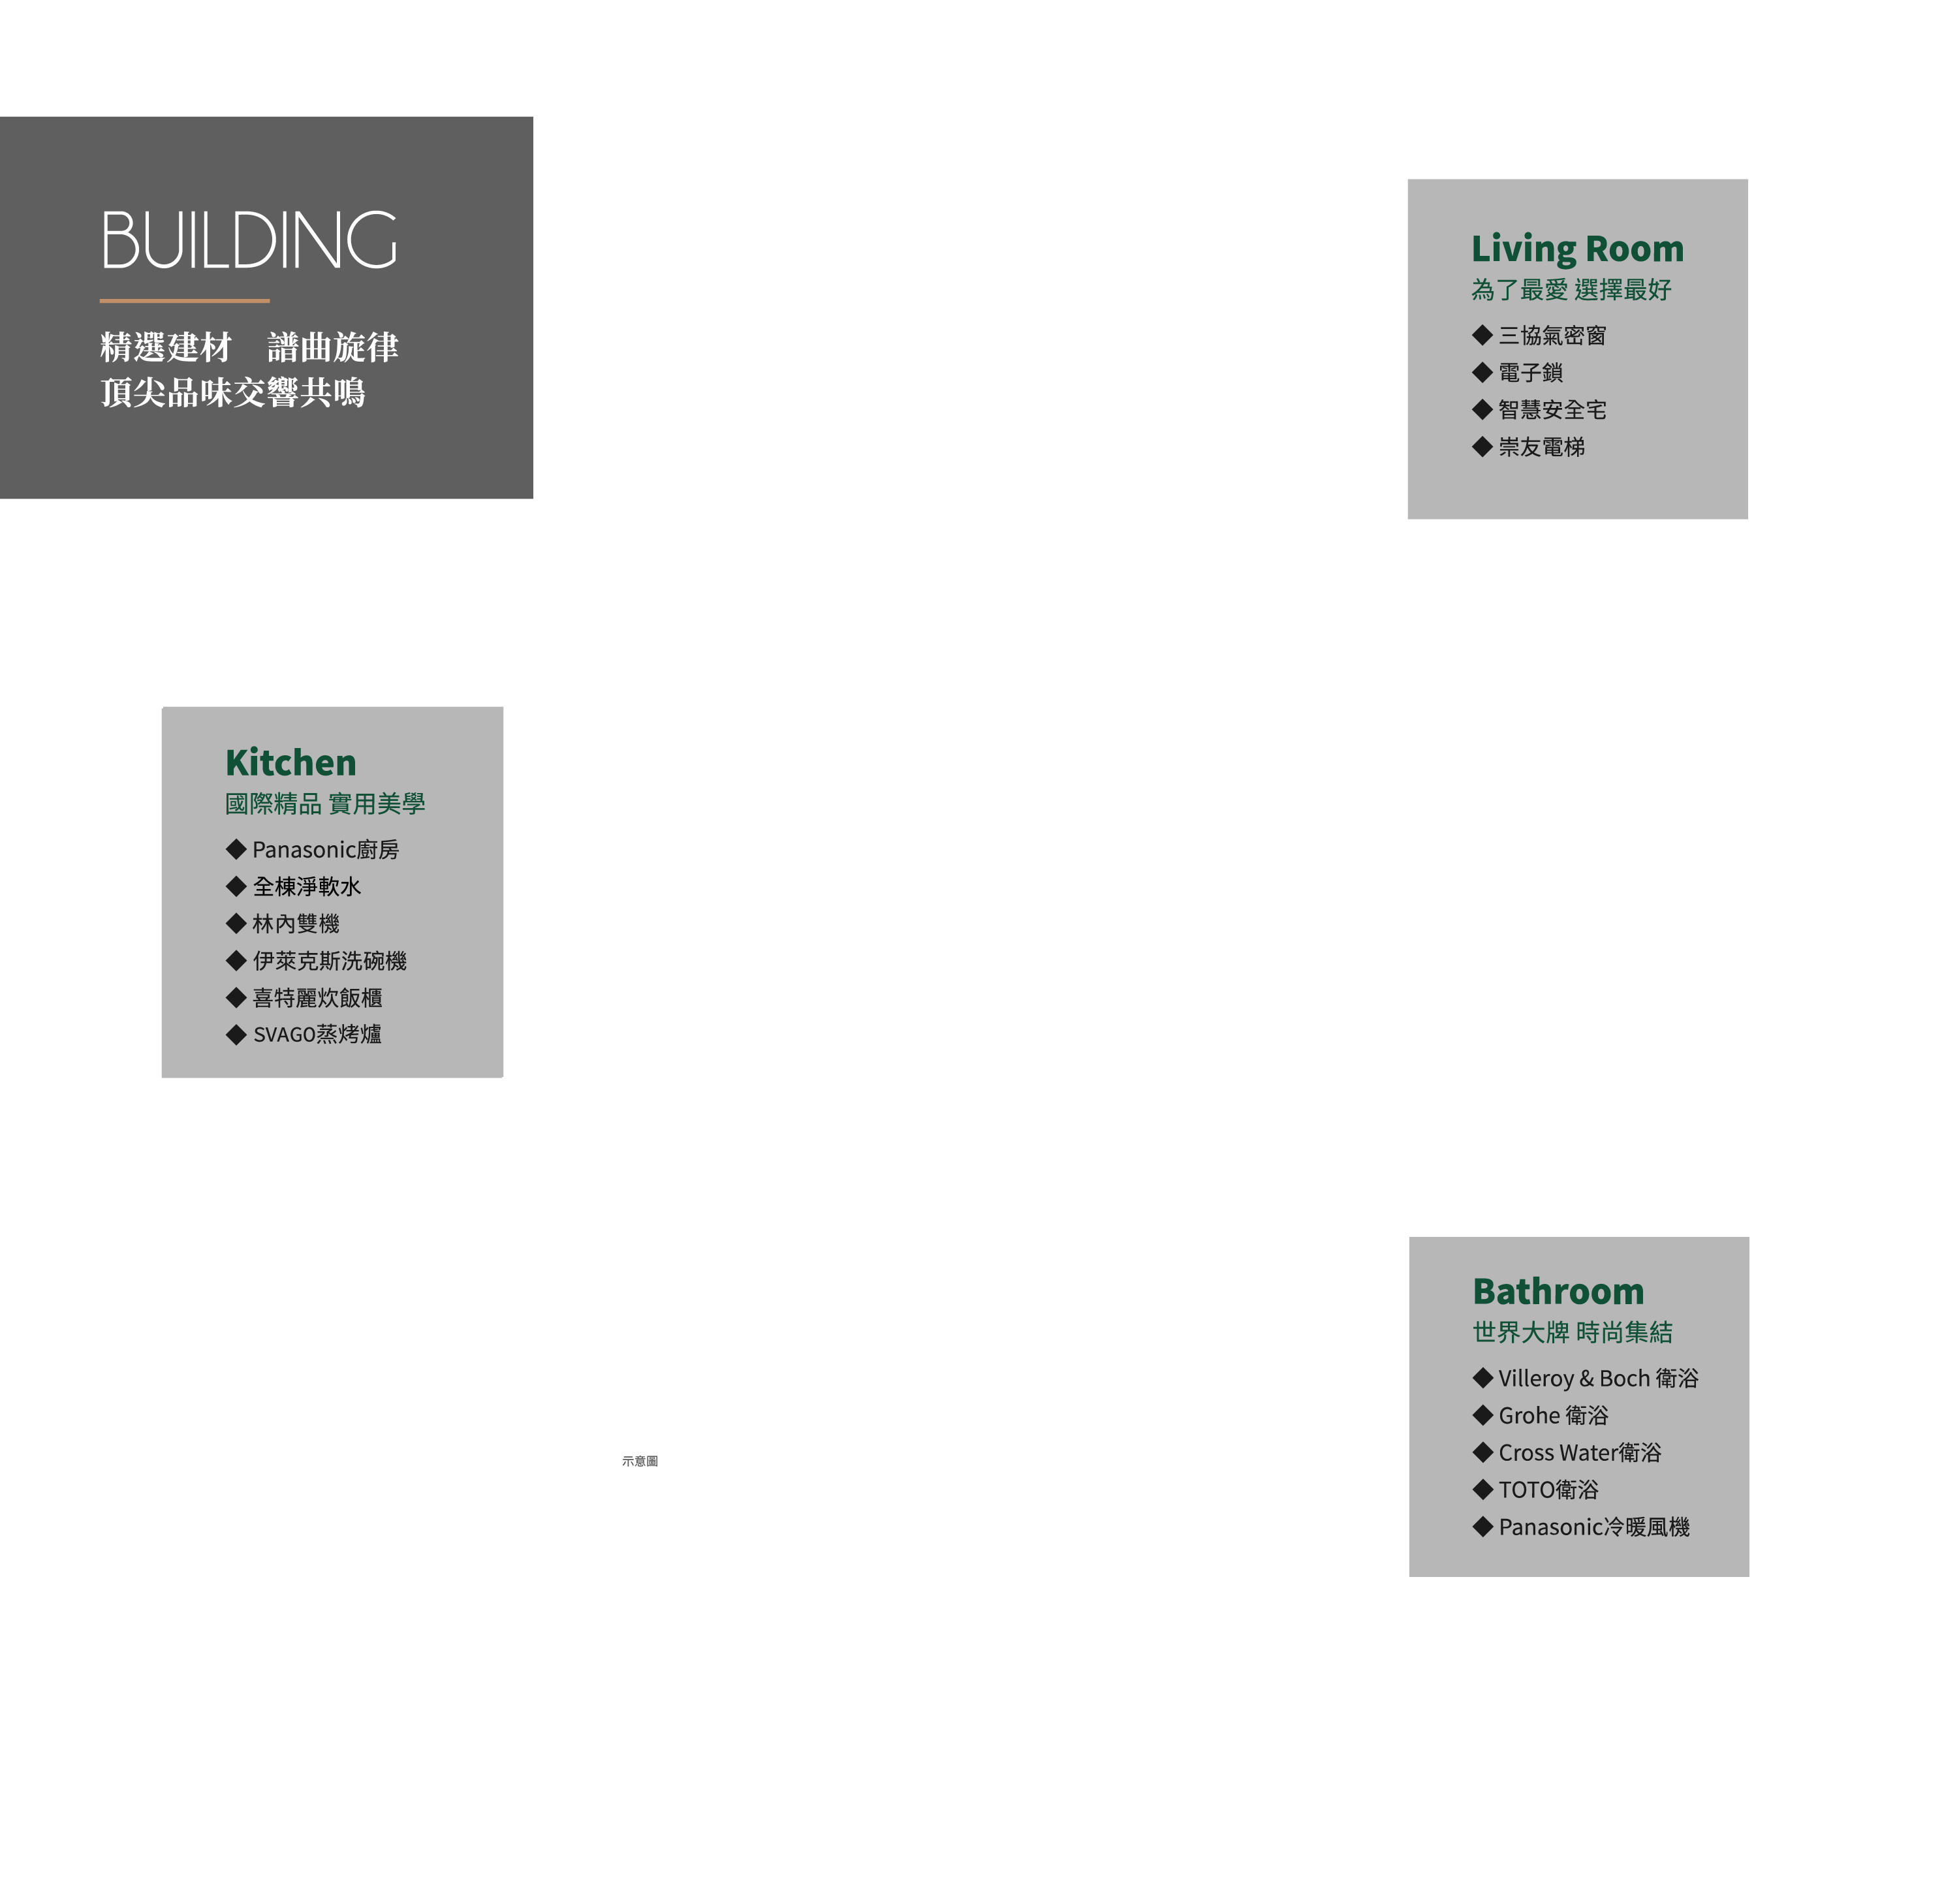 BUILDING
精選建材　譜曲旋律
頂尖品味交響共鳴
Living Room
為了最愛 選擇最好
◆ 三協氣密窗
◆ 電子鎖
◆ 智慧安全宅
◆ 崇友電梯
Kitchen
國際精品 實用美學
◆ Panasonic廚房
◆ 全棟淨軟水
◆ 林內雙機
◆ 伊萊克斯洗碗機
◆ 喜特麗炊飯櫃
◆ SVAGO蒸烤爐
Bathroom
世界大牌 時尚集結
◆ Villeroy & Boch 衛浴
◆ Grohe 衛浴
◆ Cross Water衛浴
◆ TOTO衛浴
◆ Panasonic冷暖風機
示意圖